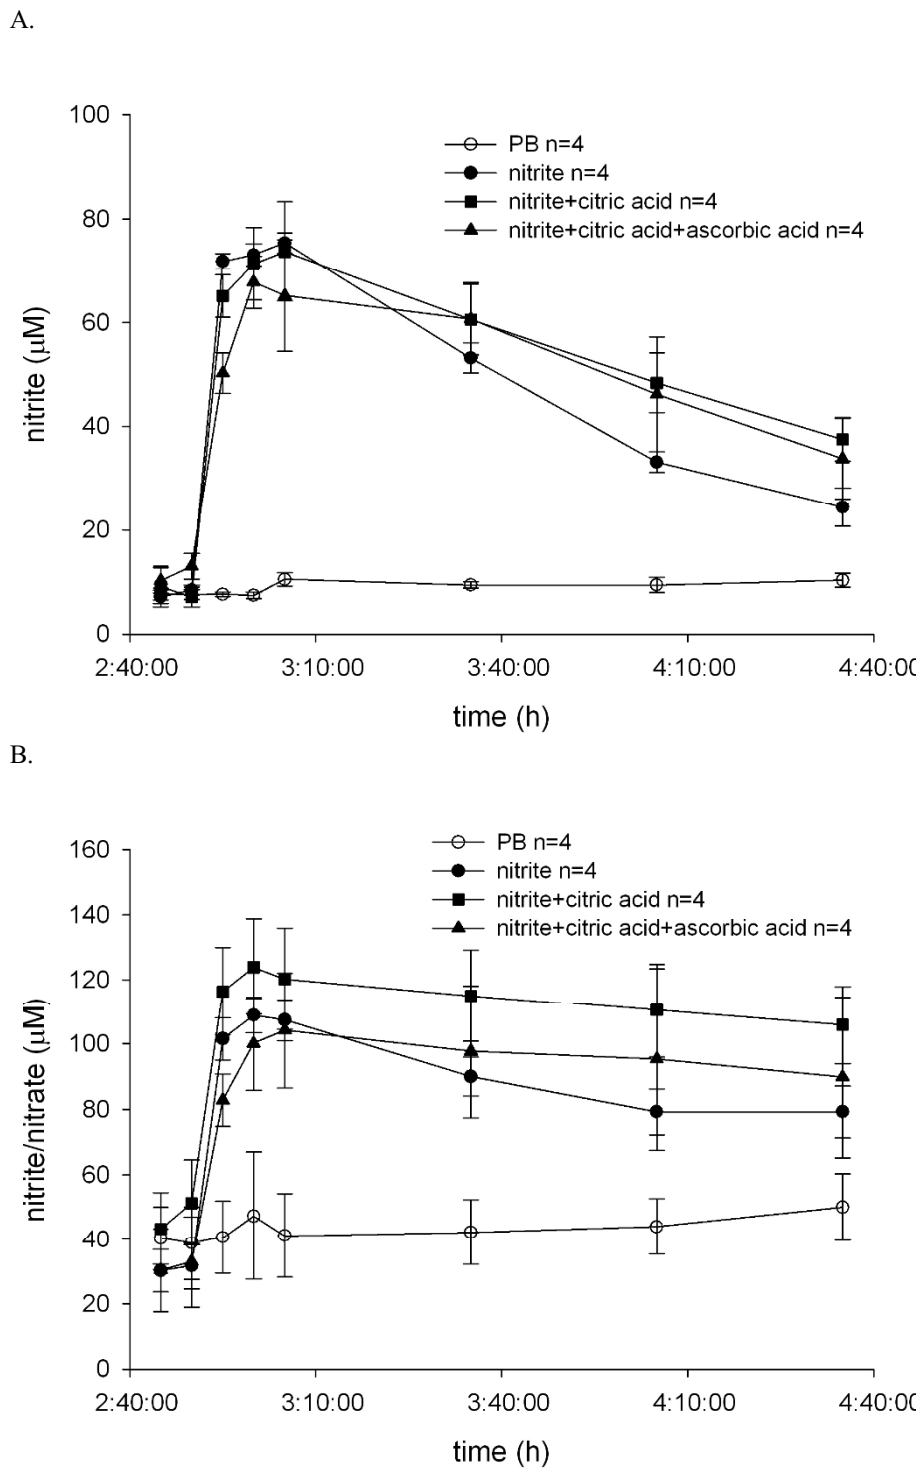 A.
100
80
60
40
20
0
nitrite (μM)
PB n=4
nitrite n=4
nitrite+citric acid n=4
nitrite+citric acid+ascorbic acid n=4
2:40:00 3:10:00 3:40:00 4:10:00 4:40:00
time (h)
B.
160
140
120
100
80
60
40
20
0
nitrite/nitrate (μM)
PB n=4
nitrite n=4
nitrite+citric acid n=4
nitrite+citric acid+ascorbic acid n=4
2:40:00 3:10:00 3:40:00 4:10:00 4:40:00
time (h)